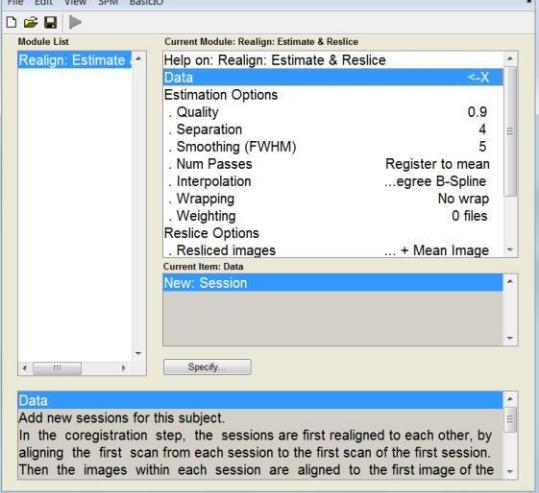 File Edit View SPM BasicIO
Module List
Realign: Estimate &
Current Module: Realign: Estimate & Reslice
Help on: Realign: Estimate & Reslice
Data <-X
Estimation Options
. Quality 0.9
. Separation 4
. Smoothing (FWHM) 5
. Num Passes Register to mean
. Interpolation ...egree B-Spline
. Wrapping No wrap
. Weighting 0 files
Reslice Options
. Resliced images ... + Mean Image
Current Item: Data
New: Session
Specify...
Data
Add new sessions for this subject.
In the coregistration step, the sessions are first realigned to each other, by
aligning the first scan from each session to the first scan of the first session.
Then the images within each session are aligned to the first image of the